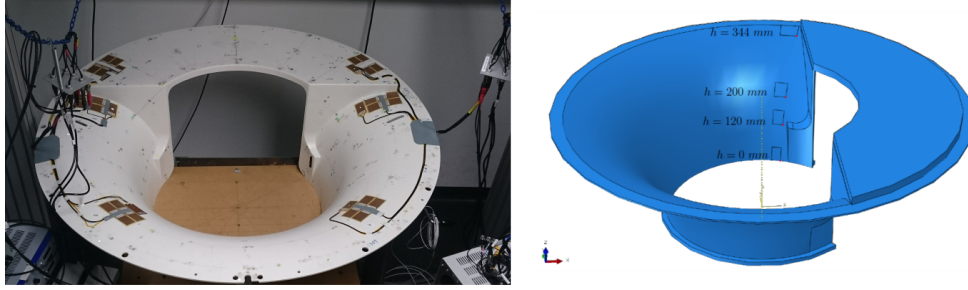 h = 344 mm
h = 200 mm
h = 120 mm
h = 0 mm
z
x